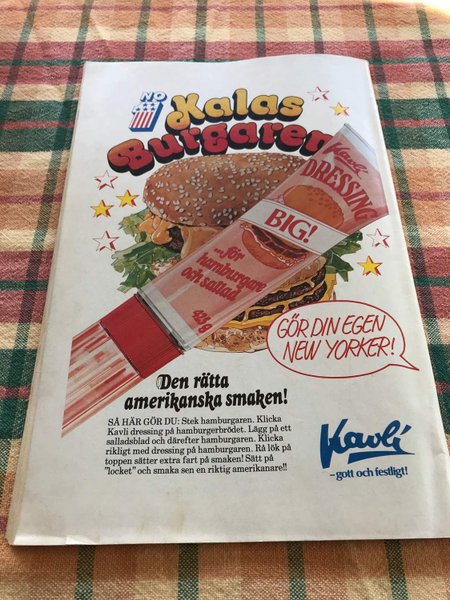 NO
Kalas
Burgaren
Kavli
DRESSING
BIG!
...för
hamburgare
och sallad
425 g
GÖR DIN EGEN
NEW YORKER!
Den rätta
amerikanska smaken!
SÅ HÄR GÖR DU: Stek hamburgaren. Klicka
Kavli dressing på hamburgerbrödet. Lägg på ett
salladsblad och därefter hamburgaren. Klicka
rikligt med dressing på hamburgaren. Rå lök på
toppen sätter extra fart på smaken! Sätt på
"locket" och smaka sen en riktig amerikanare!!
Kavli
-gott och festligt!